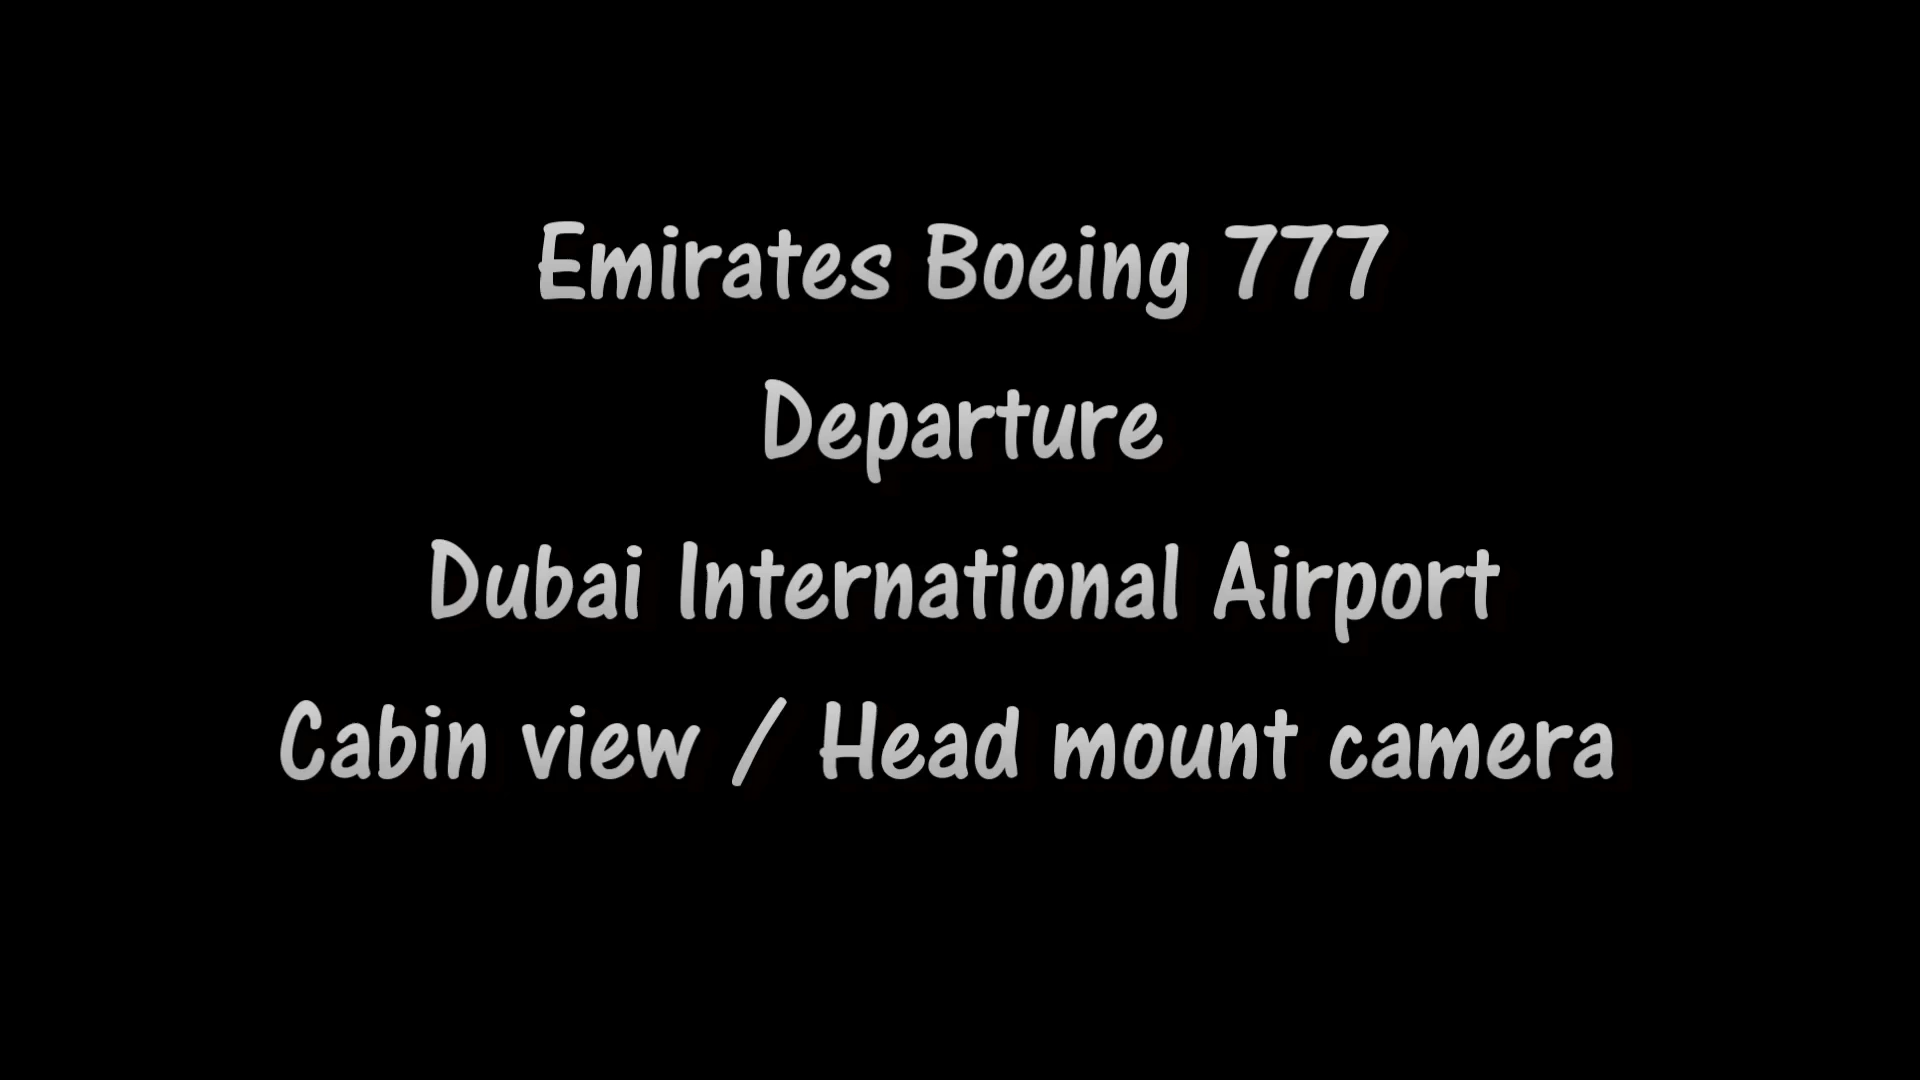 Emirates Boeing 777
Departure
Dubai International Airport
Cabin view / Head mount camera